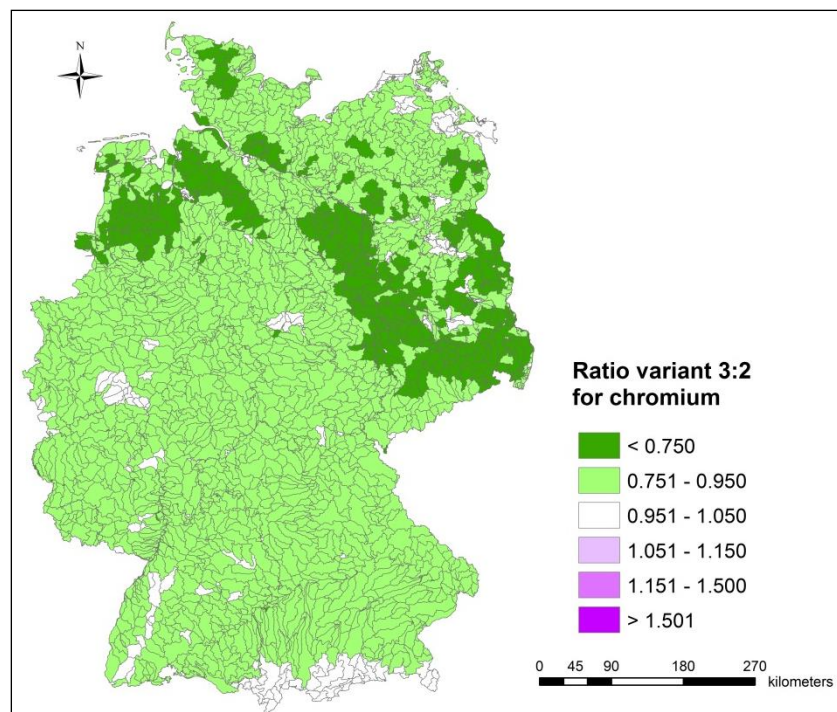 N
Ratio variant 3:2
for chromium
< 0.750
0.751 - 0.950
0.951 - 1.050
1.051 - 1.150
1.151 - 1.500
> 1.501
0 45 90 180 270
kilometers